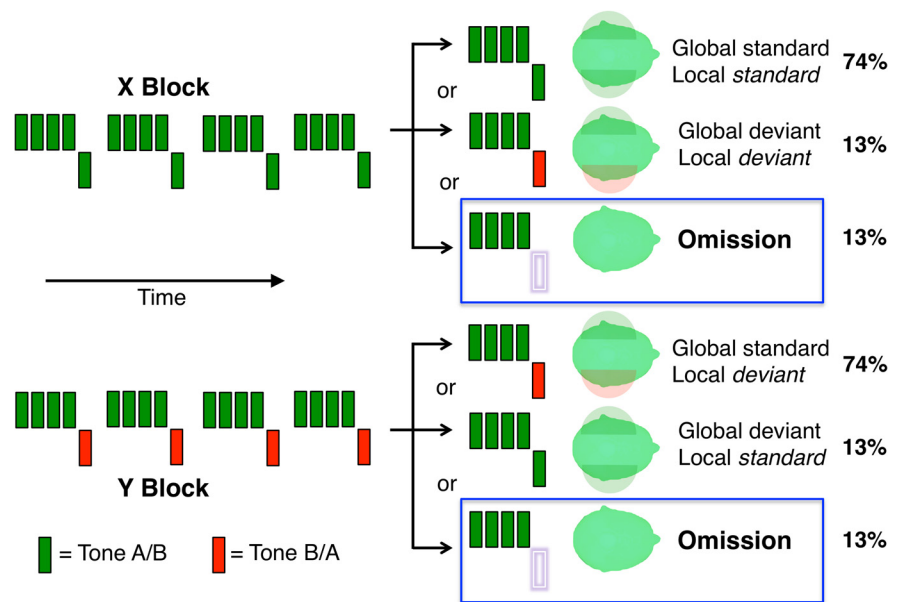 X Block
Time
or
or
Global standard
Local standard
74%
Global deviant
Local deviant
13%
Omission
13%
Y Block
or
or
Global standard
Local deviant
74%
Global deviant
Local standard
13%
Omission
13%
= Tone A/B
= Tone B/A